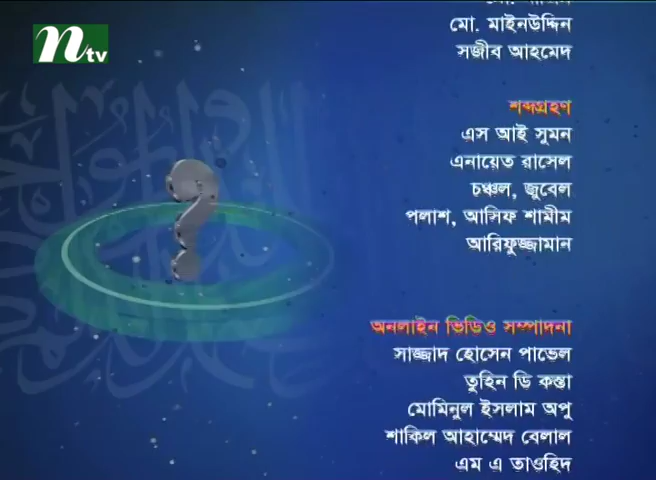 ntv
মো. মাইনউদ্দিন
সজীব আহমেদ
শব্দগ্রহণ
এস আই সুমন
এনায়েত রাসেল
চঞ্চল, জুবেল
পলাশ, আসিফ শামীম
আরিফুজ্জামান
অনলাইন ভিডিও সম্পাদনা
সাজ্জাদ হোসেন পাভেল
তুহিন ডি কস্তা
মোমিনুল ইসলাম অপু
শাকিল আহাম্মেদ বেলাল
এম এ তাওহিদ